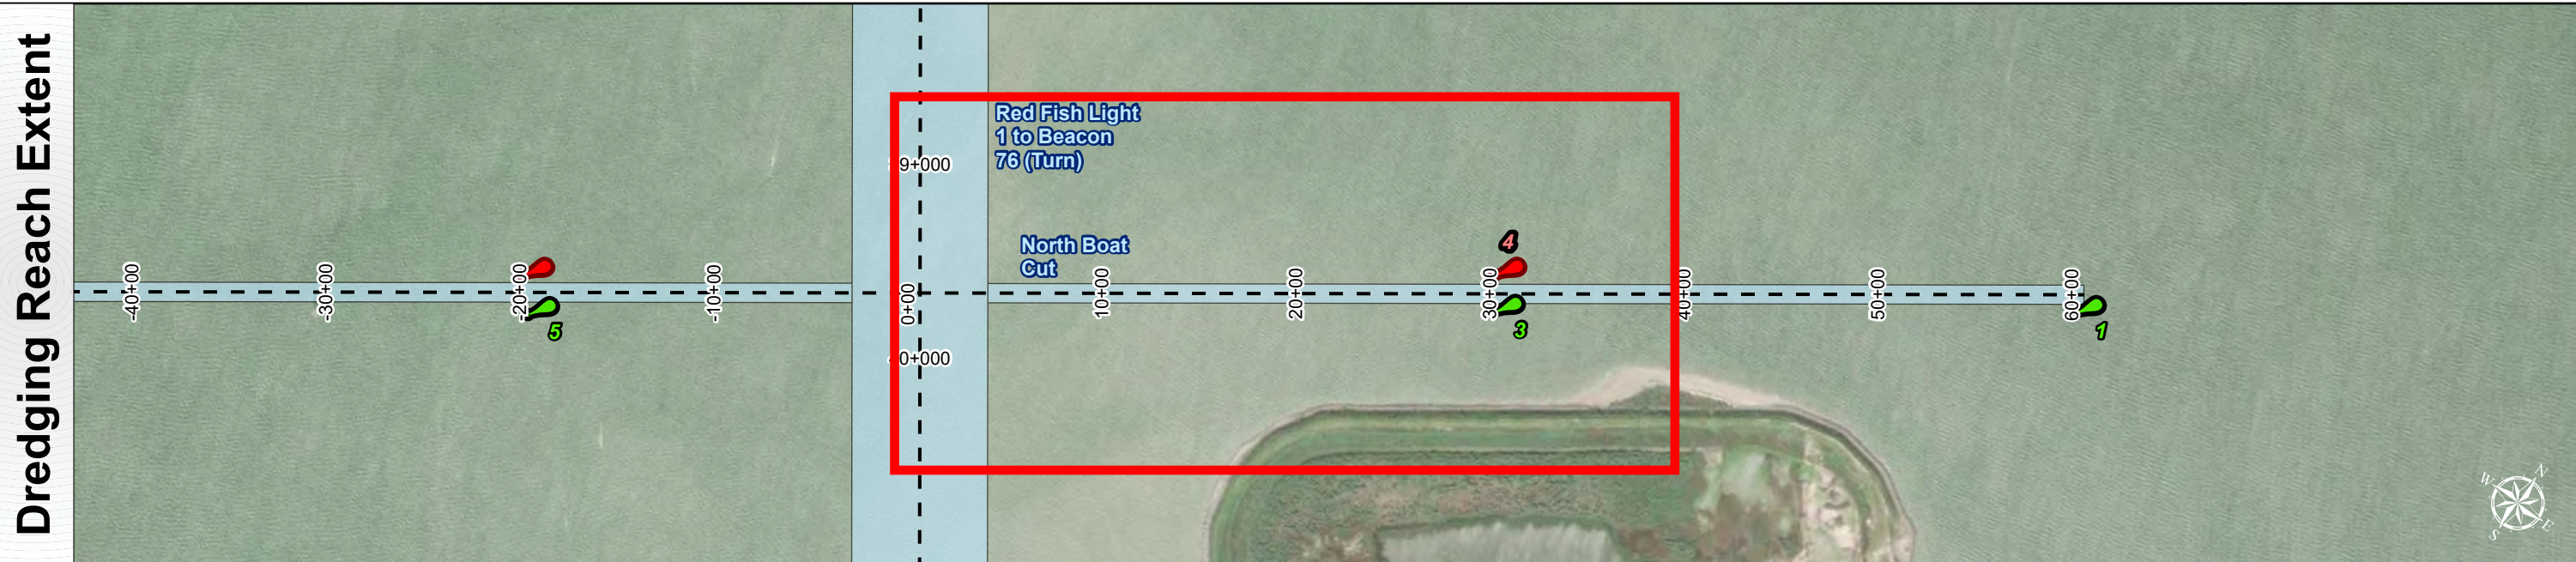 Dredging Reach Extent
Red Fish Light
1 to Beacon
76 (Turn)
9+000
North Boat
Cut
4
-40+00
-30+00
-20+00
-10+00
0+00
10+00
20+00
30+00
40+00
50+00
60+00
5
3
1
0+000
N
W
E
S